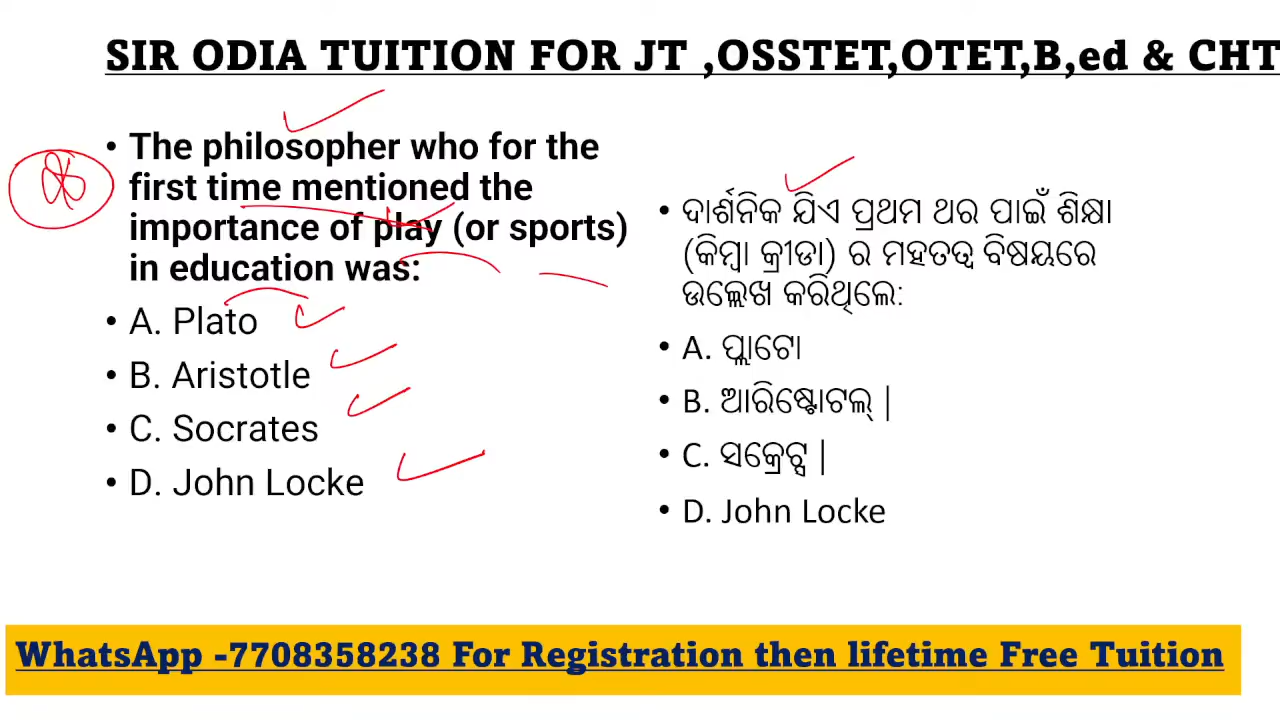 SIR ODIA TUITION FOR JT ,OSSTET,OTET,B,ed & CHT
• The philosopher who for the
first time mentioned the
importance of play (or sports)
in education was:
• A. Plato
• B. Aristotle
• C. Socrates
• D. John Locke
• ଦାର୍ଶନିକ ଯିଏ ପ୍ରଥମ ଥର ପାଇଁ ଶିକ୍ଷା
(କିମ୍ବା କ୍ରୀଡା) ର ମହତତ୍ୱ ବିଷୟରେ
ଉଲ୍ଲେଖ କରିଥିଲେ:
• A. ପ୍ଲାଟୋ
• B. ଆରିଷ୍ଟୋଟଲ୍ |
• C. ସକ୍ରେଟ୍ସ |
• D. John Locke
WhatsApp -7708358238 For Registration then lifetime Free Tuition